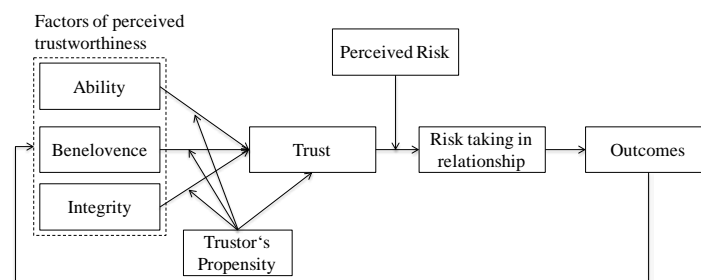 Factors of perceived
trustworthiness
Ability
Benelovence
Integrity
Trustor‘s
Propensity
Trust
Perceived Risk
Risk taking in
relationship
Outcomes